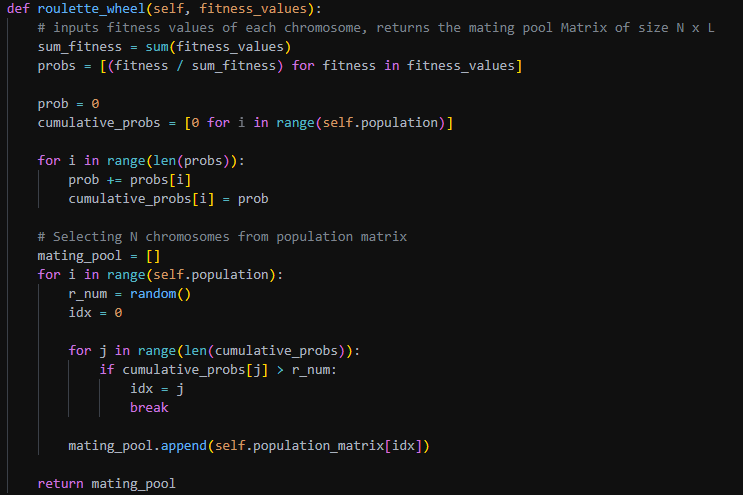 def roulette_wheel(self, fitness_values):
    # inputs fitness values of each chromosome, returns the mating pool Matrix of size N x L
    sum_fitness = sum(fitness_values)
    probs = [(fitness / sum_fitness) for fitness in fitness_values]

    prob = 0
    cumulative_probs = [0 for i in range(self.population)]

    for i in range(len(probs)):
        prob += probs[i]
        cumulative_probs[i] = prob

    # Selecting N chromosomes from population matrix
    mating_pool = []
    for i in range(self.population):
        r_num = random()
        idx = 0

        for j in range(len(cumulative_probs)):
            if cumulative_probs[j] > r_num:
                idx = j
                break

        mating_pool.append(self.population_matrix[idx])

    return mating_pool